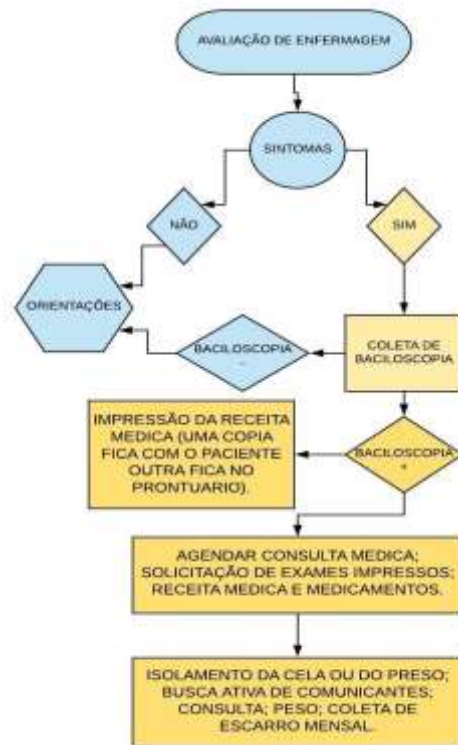 AVALIAÇÃO DE ENFERMAGEM
SINTOMAS
NÃO
SIM
ORIENTAÇÕES
BACILOSCOPIA
-
COLETA DE
BACILOSCOPIA
IMPRESSÃO DA RECEITA
MEDICA (UMA COPIA
FICA COM O PACIENTE
OUTRA FICA NO
PRONTUARIO).
BACILOSCOPIA
+
AGENDAR CONSULTA MEDICA;
SOLICITAÇÃO DE EXAMES IMPRESSOS;
RECEITA MEDICA E MEDICAMENTOS.
ISOLAMENTO DA CELA OU DO PRESO;
BUSCA ATIVA DE COMUNICANTES;
CONSULTA; PESO; COLETA DE
ESCARRO MENSAL.